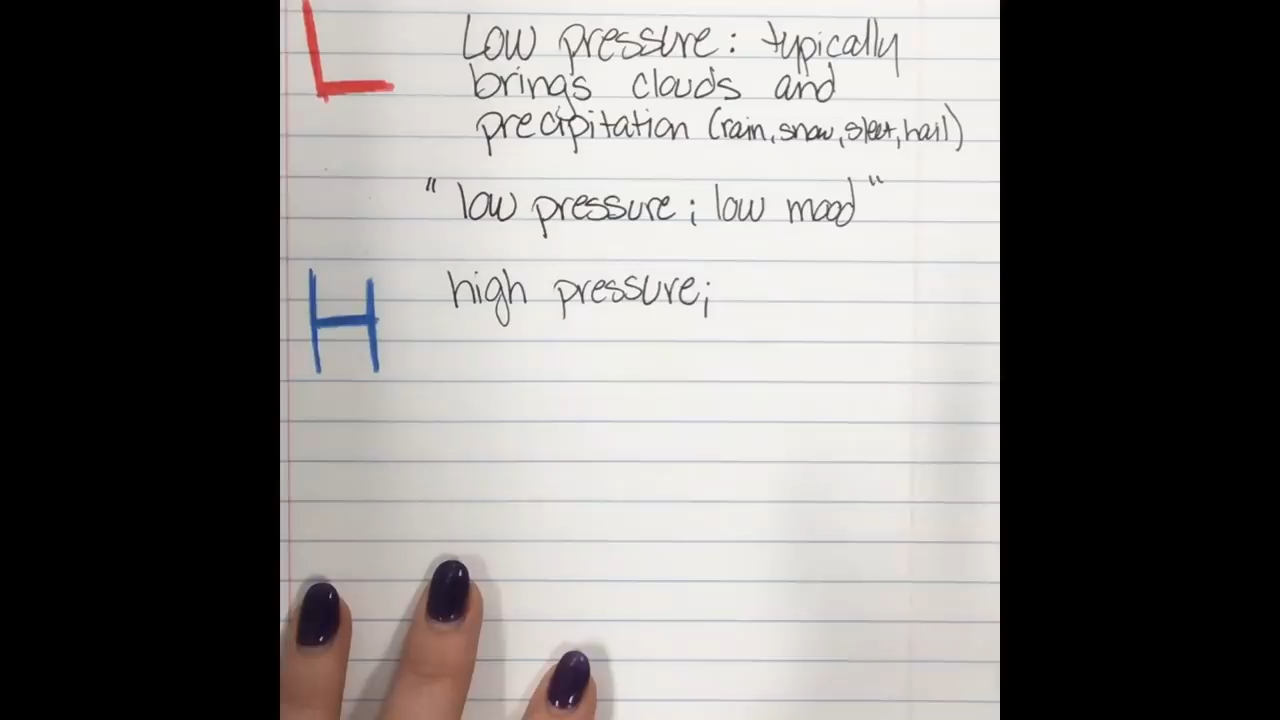 L
Low pressure: typically
brings clouds and
precipitation (rain, snow, sleet, hail)
"low pressure; low mood"
H
high pressure;